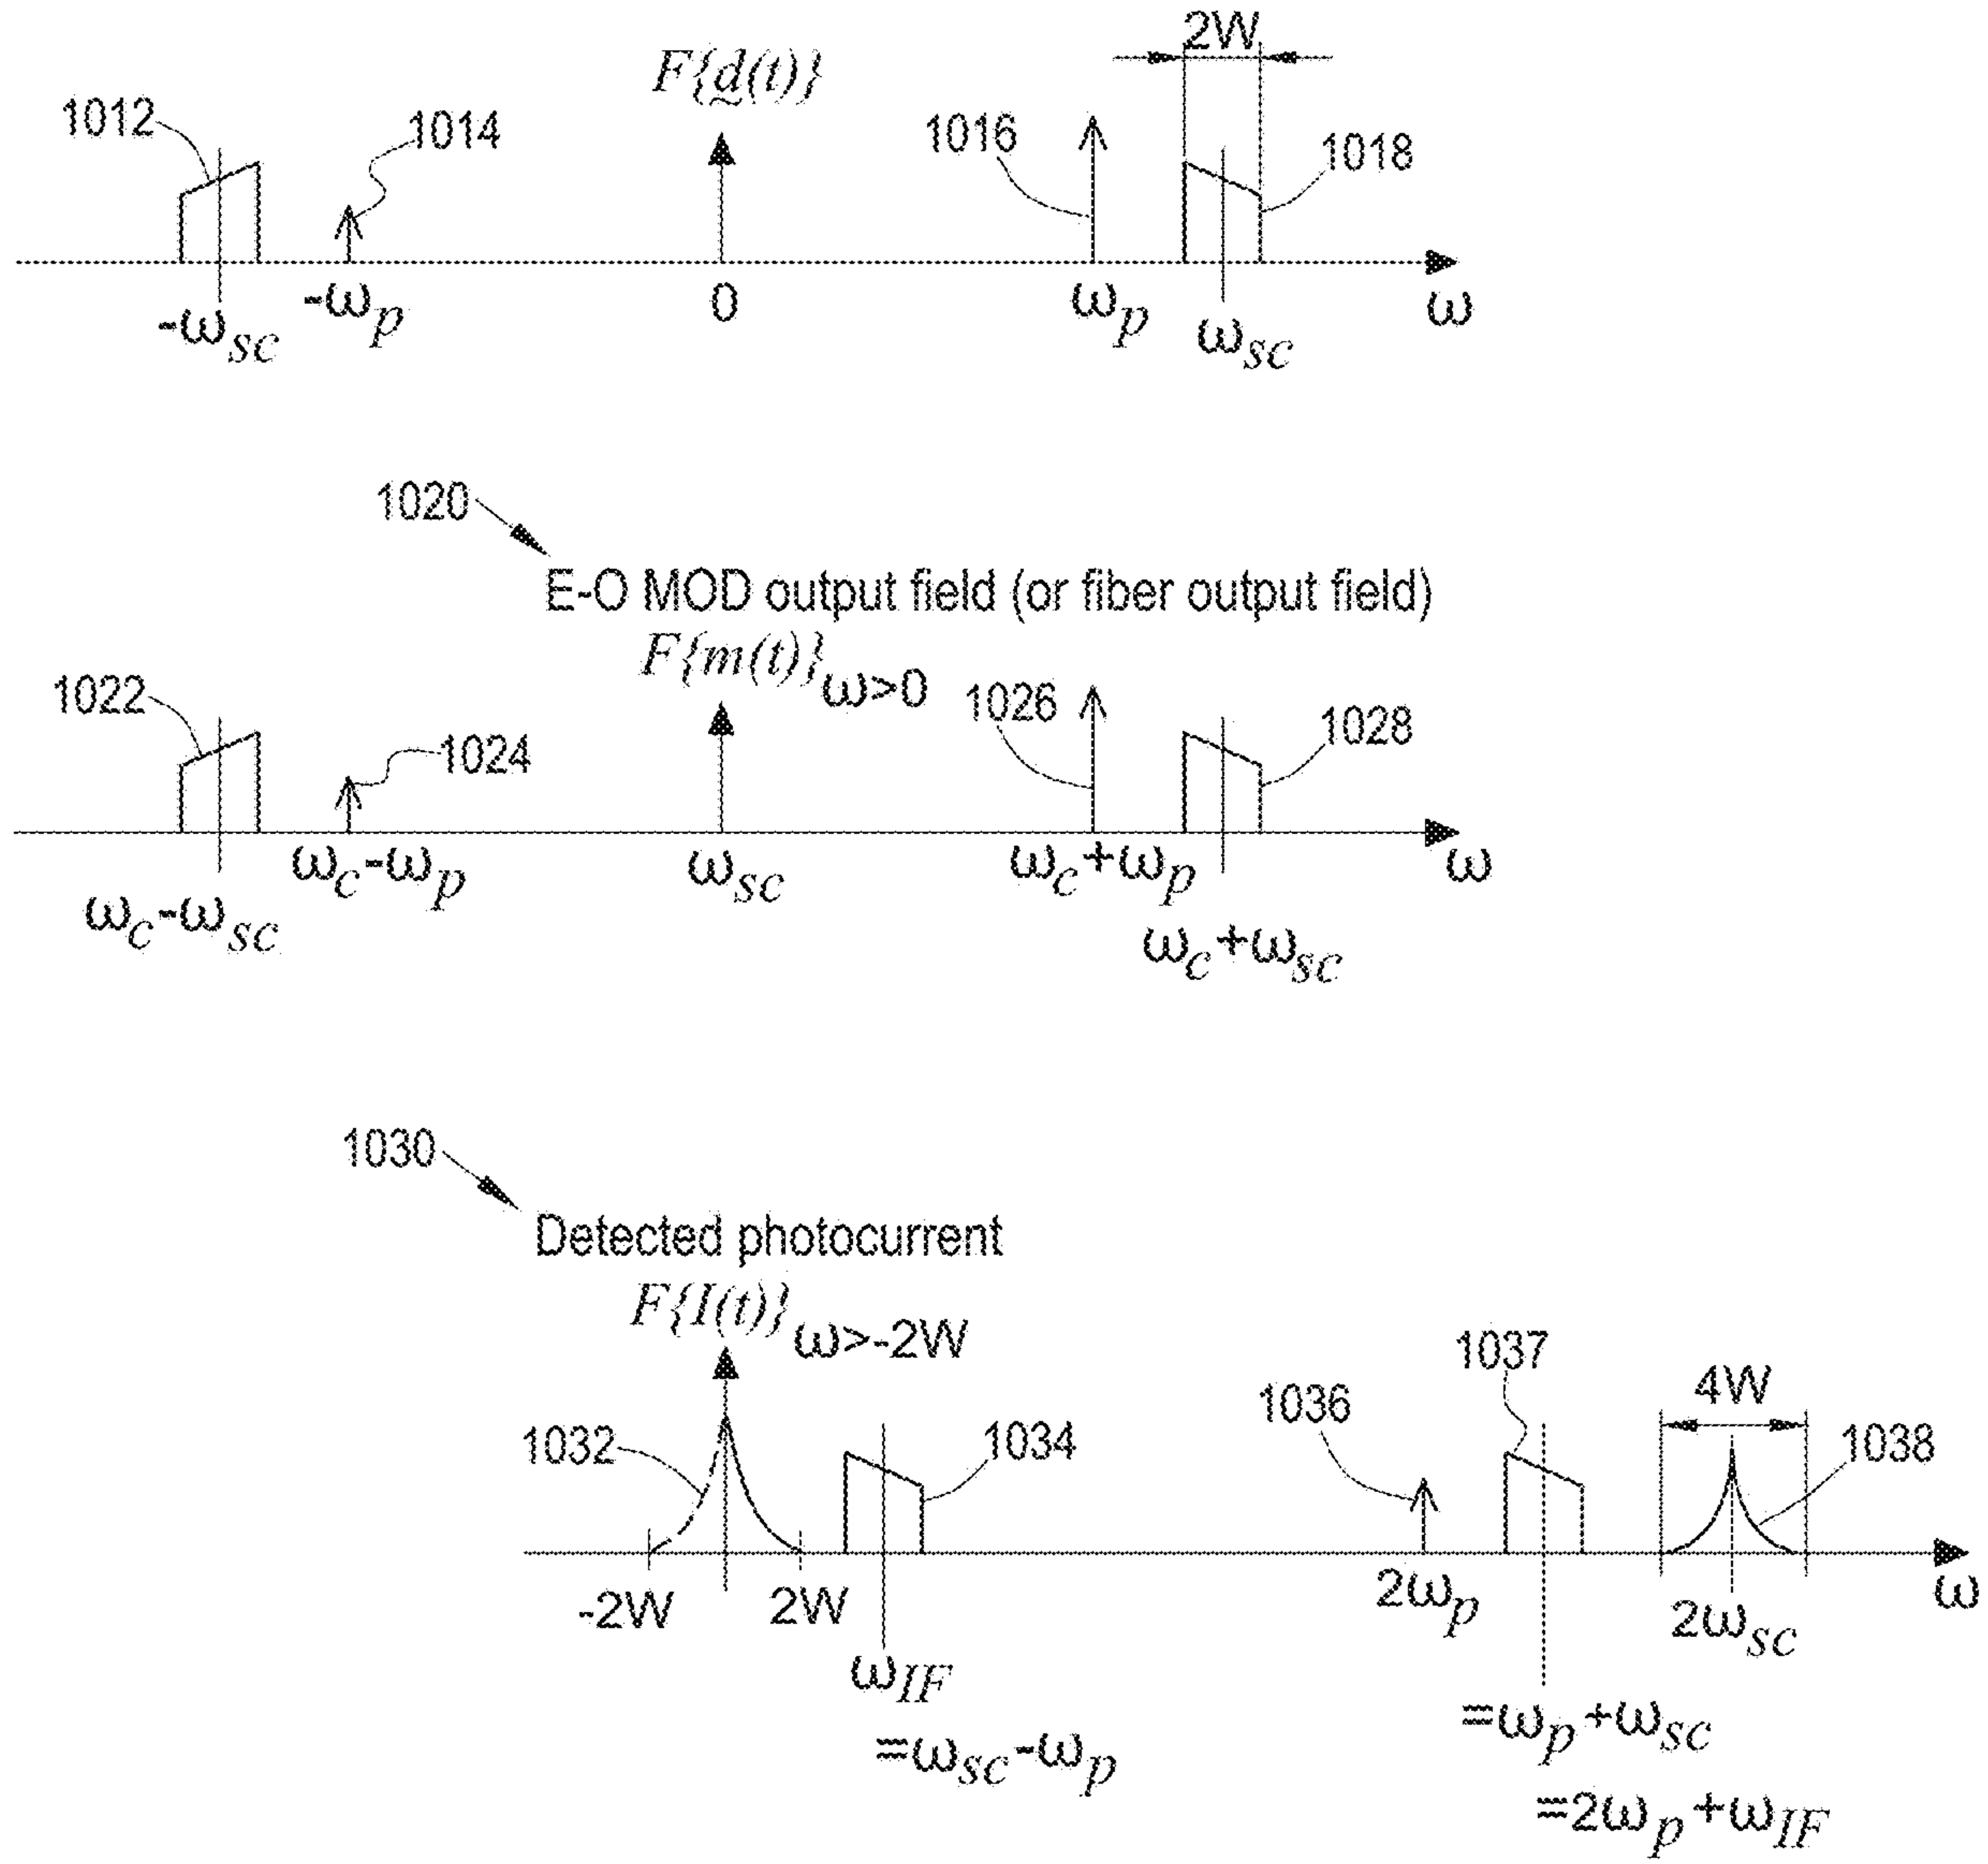 2W
F{d(t)}
1012
1014
1016
1018
-ωsc
-ωp
0
ωp
ωsc
ω
1020
E-O MOD output field (or fiber output field)
F{m(t)}ω>0
1022
1024
1026
1028
ωc-ωsc
ωc-ωp
ωsc
ωc+ωp
ωc+ωsc
ω
1030
Detected photocurrent
F{I(t)}ω>-2W
1032
1034
1036
1037
4W
1038
-2W
2W
ωIF
=ωsc-ωp
2ωp
=ωp+ωsc
=2ωp+ωIF
2ωsc
ω